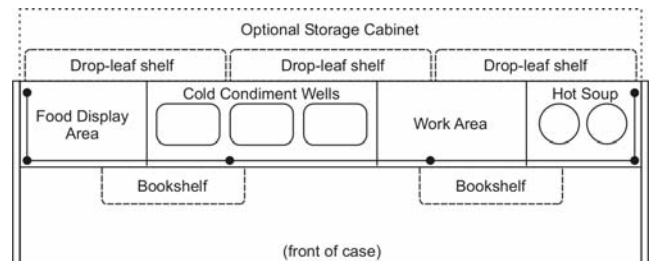 Optional Storage Cabinet
Drop-leaf shelf Drop-leaf shelf Drop-leaf shelf
Cold Condiment Wells Hot Soup
Food Display
Area
Work Area
Bookshelf Bookshelf
(front of case)